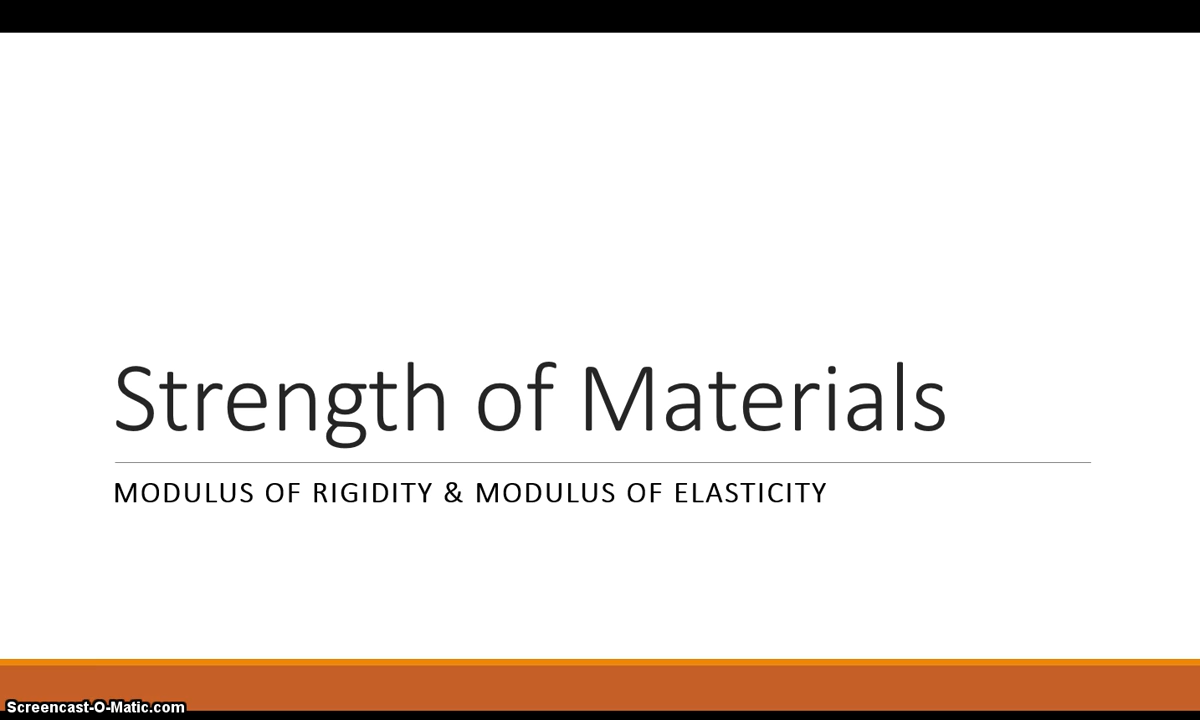 Strength of Materials
MODULUS OF RIGIDITY & MODULUS OF ELASTICITY
Screencast-O-Matic.com